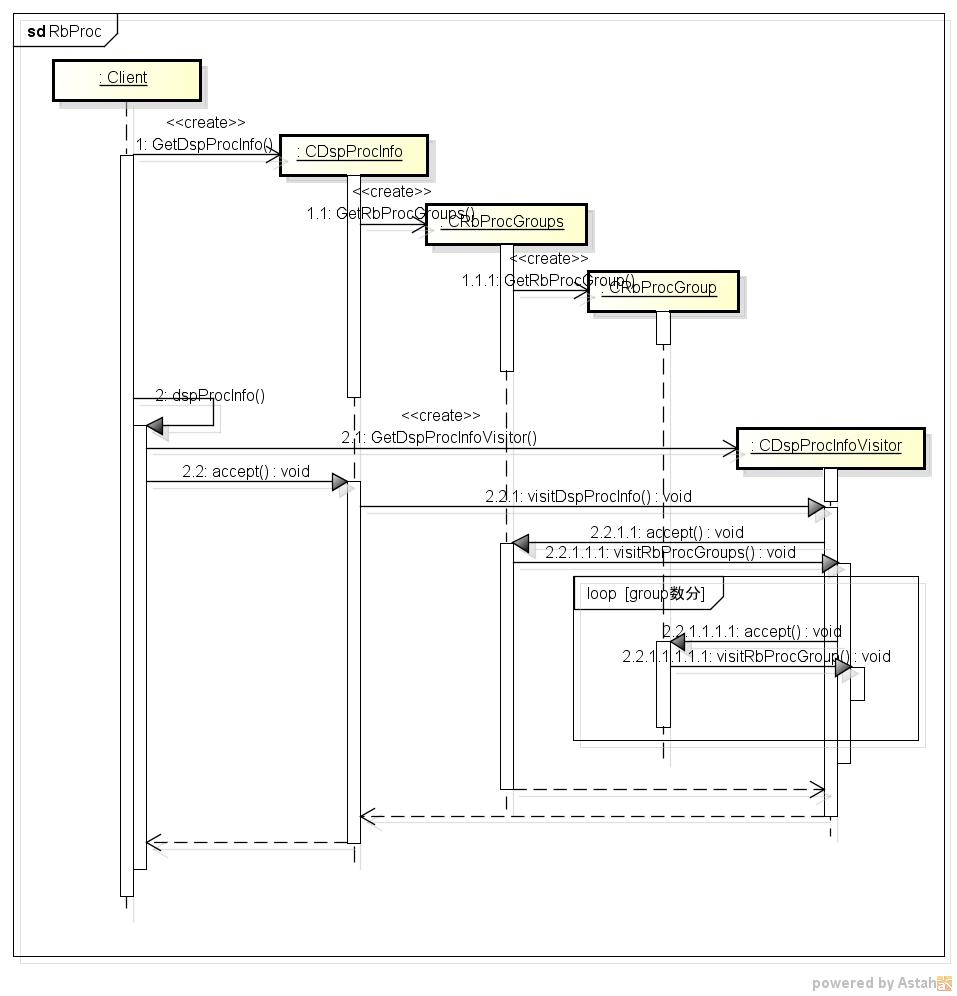 sd RbProc
: Client
<<create>>
1: GetDspProcInfo()
: CDspProcInfo
<<create>>
1.1: GetRbProcGroups()
: CRbProcGroups
<<create>>
1.1.1: GetRbProcGroup()
: CRbProcGroup
2: dspProcInfo()
<<create>>
2.1: GetDspProcInfoVisitor()
: CDspProcInfoVisitor
2.2: accept() : void
2.2.1: visitDspProcInfo() : void
2.2.1.1: accept() : void
2.2.1.1.1: visitRbProcGroups() : void
loop [group数分]
2.2.1.1.1.1: accept() : void
2.2.1.1.1.1.1: visitRbProcGroup() : void
powered by Astah